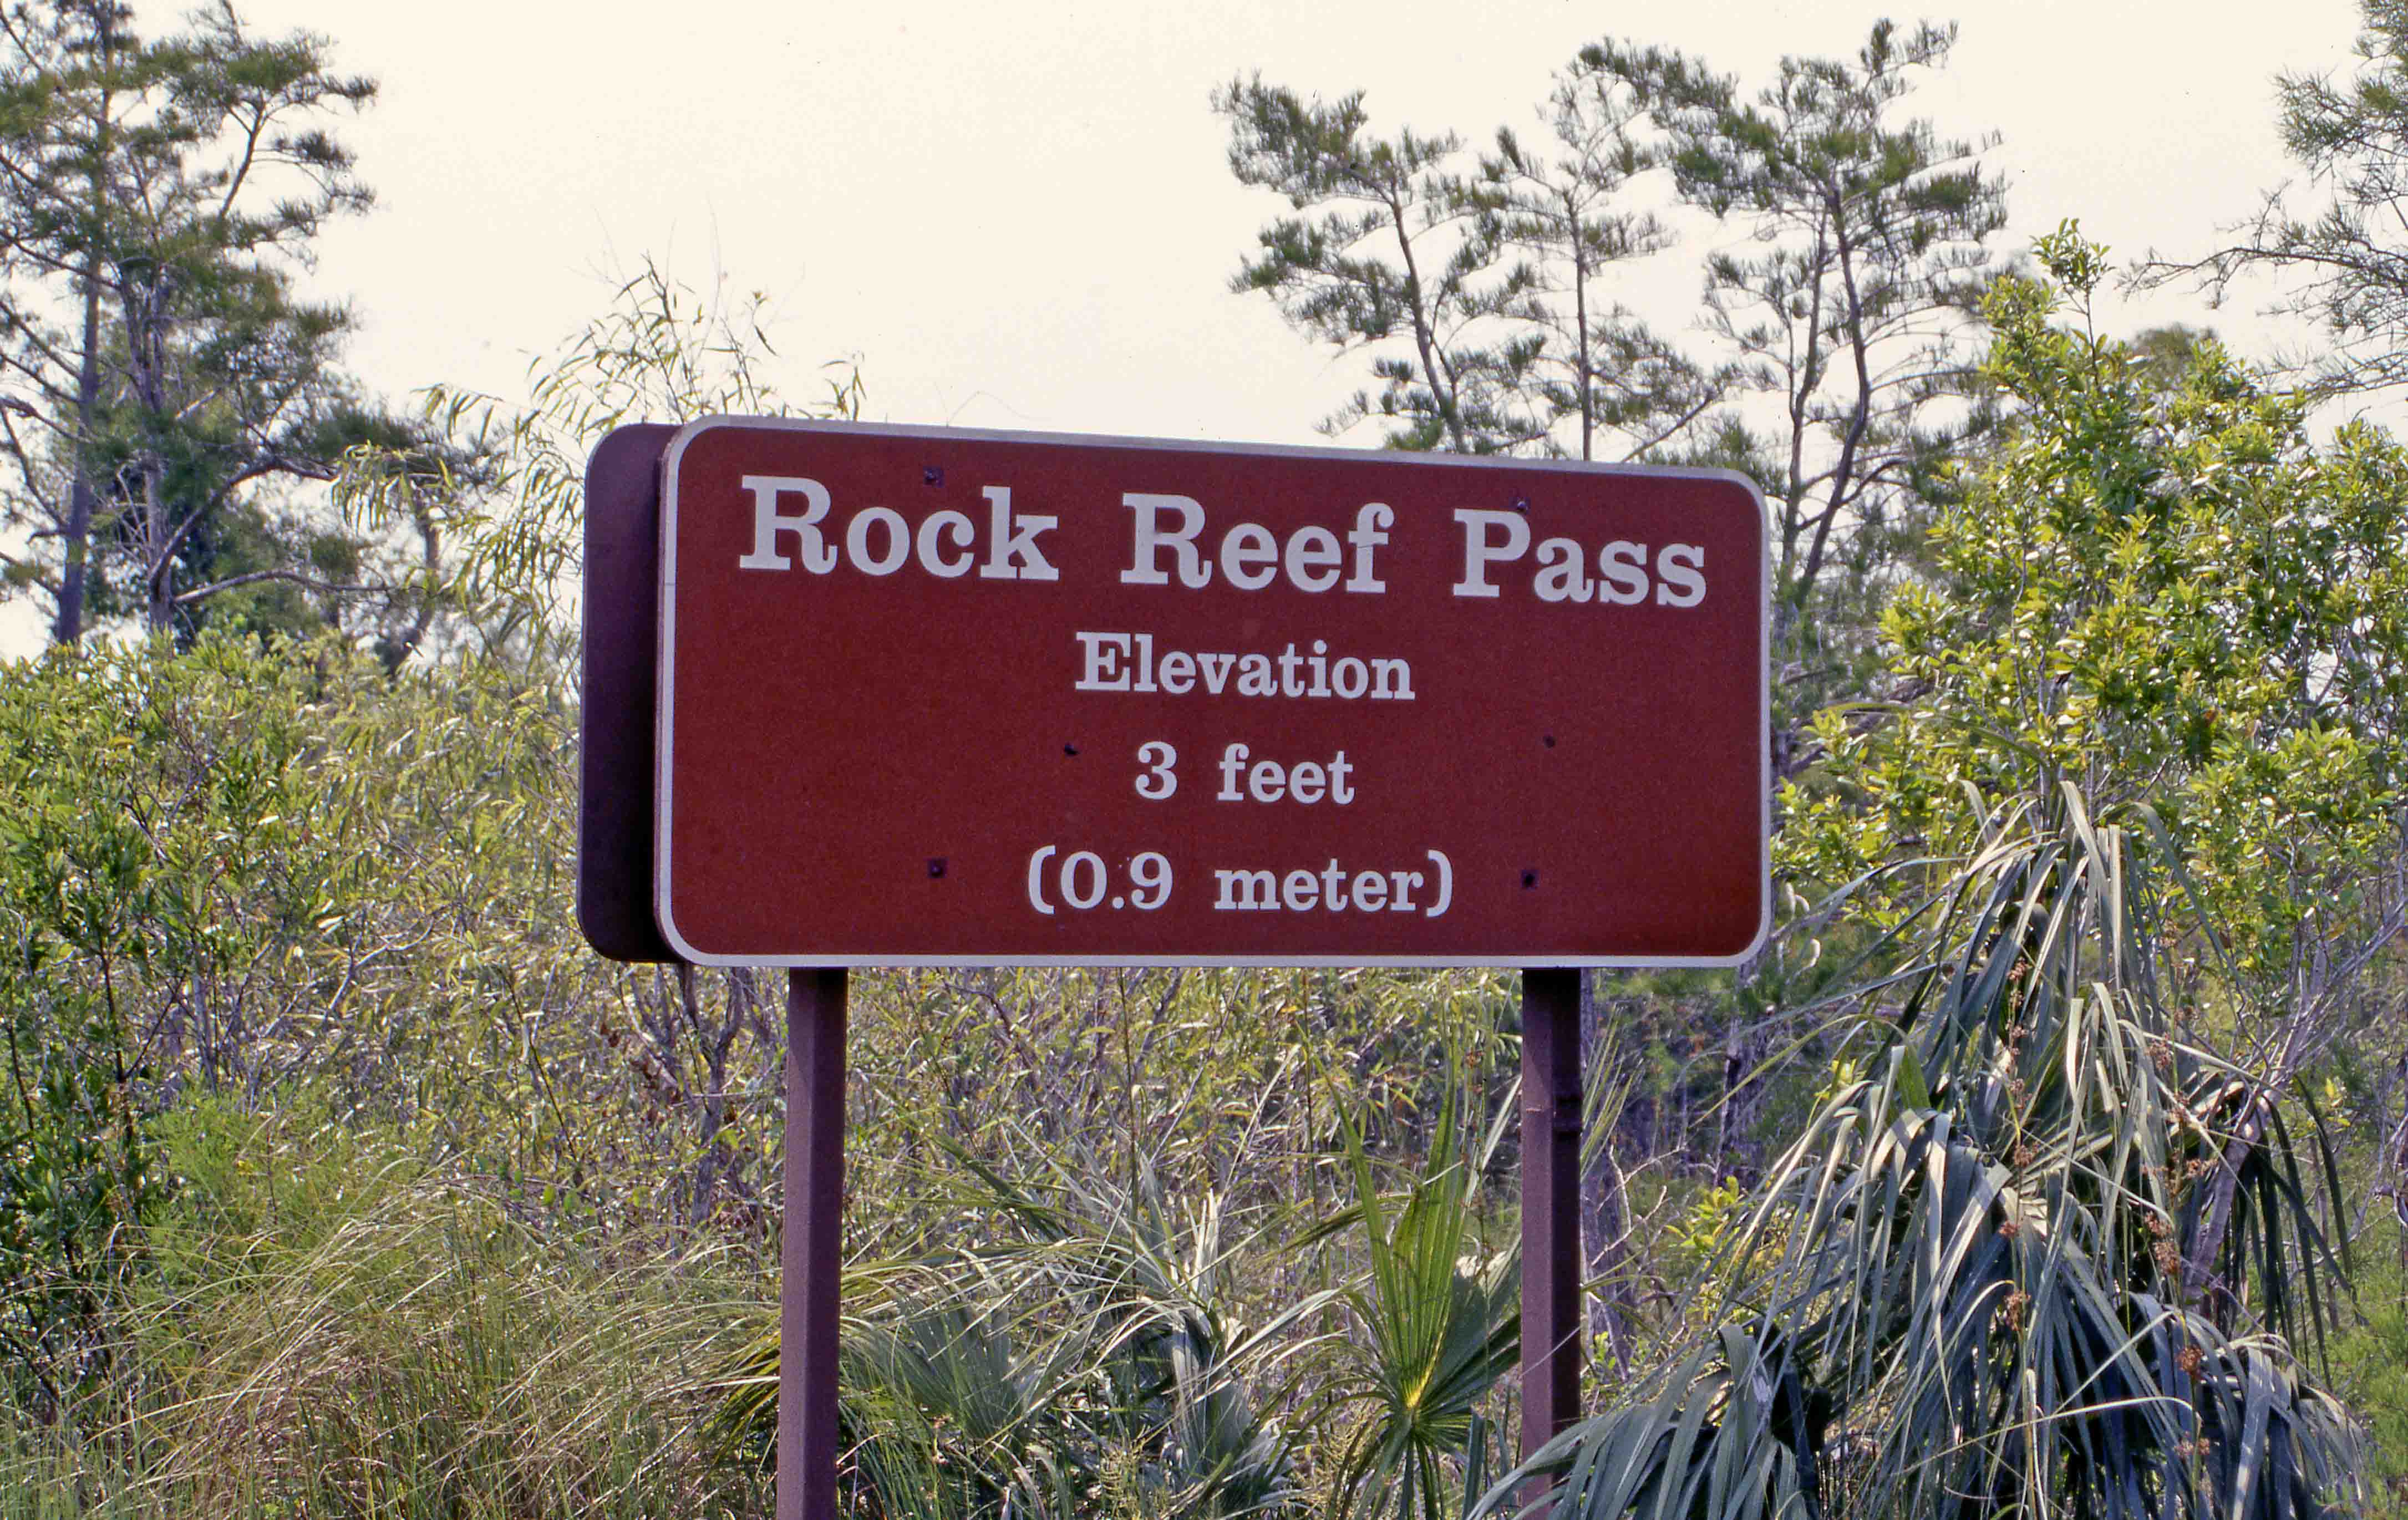 Rock Reef Pass
Elevation
3 feet
(0.9 meter)